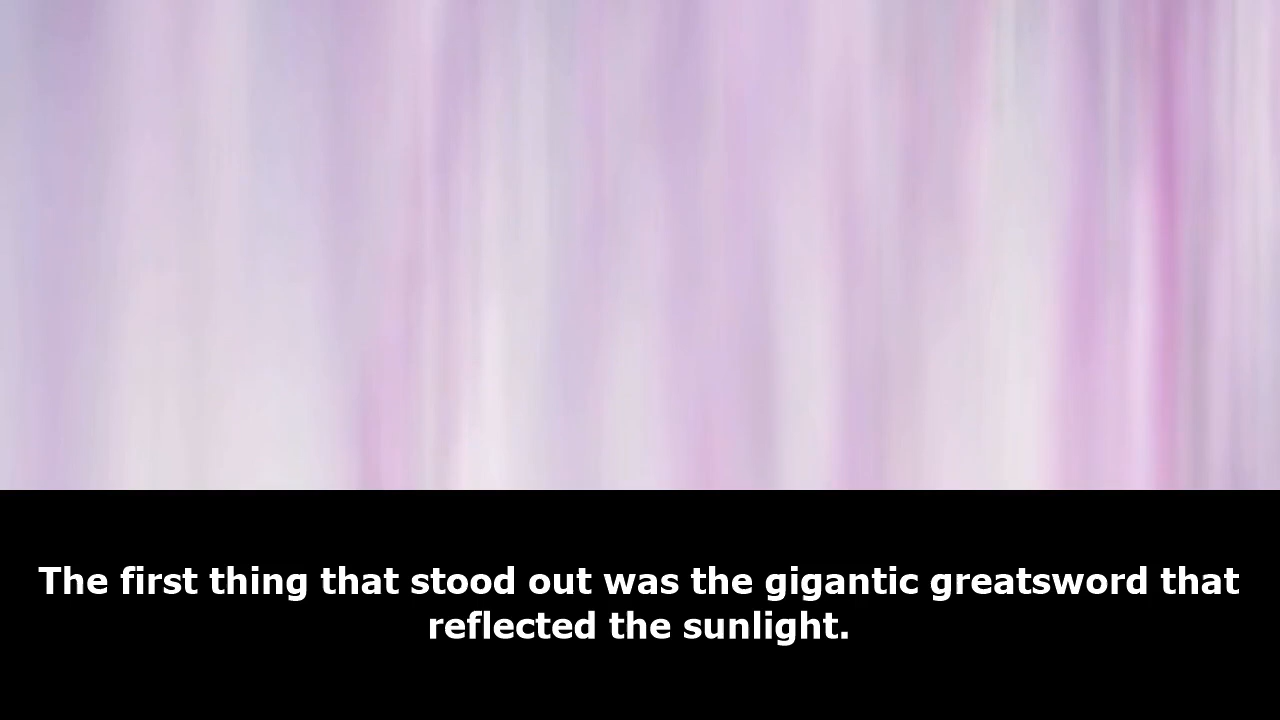 The first thing that stood out was the gigantic greatsword that
reflected the sunlight.